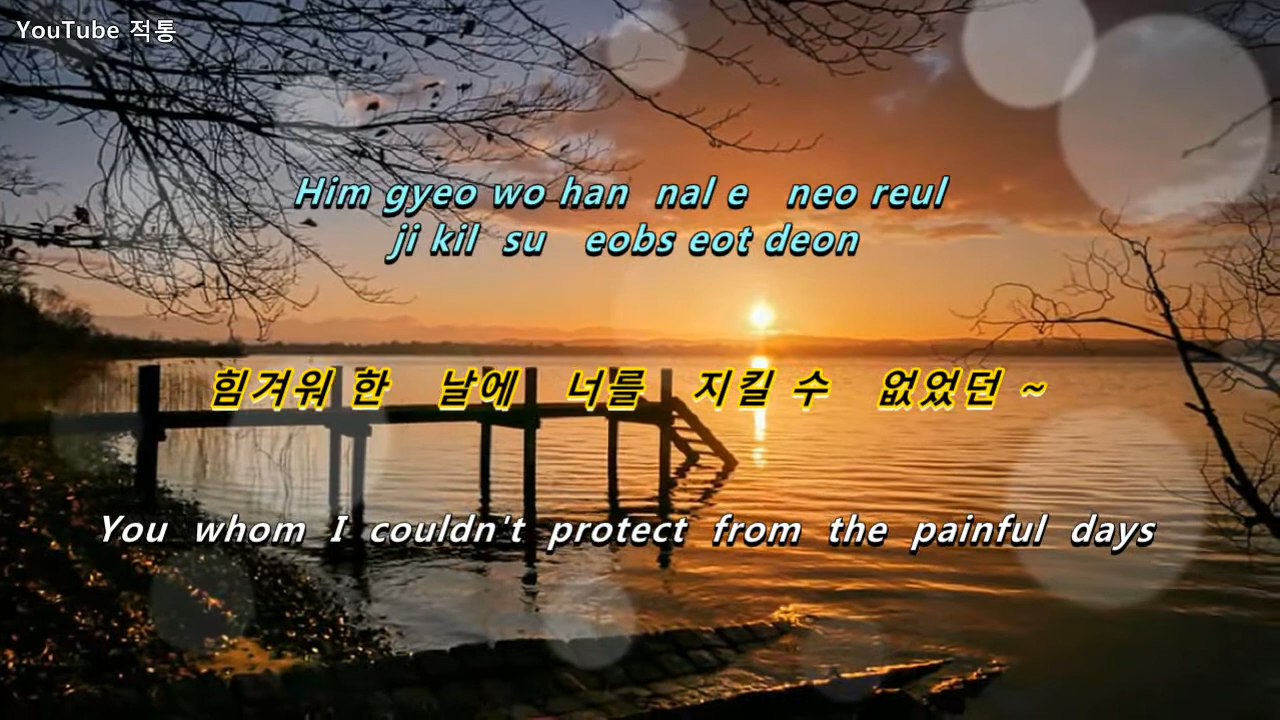 YouTube 적통
Him gyeo wo han nal e neo reul
ji kil su eobs eot deon
힘겨워 한 날에 너를 지킬 수 없었던 ~
You whom I couldn't protect from the painful days